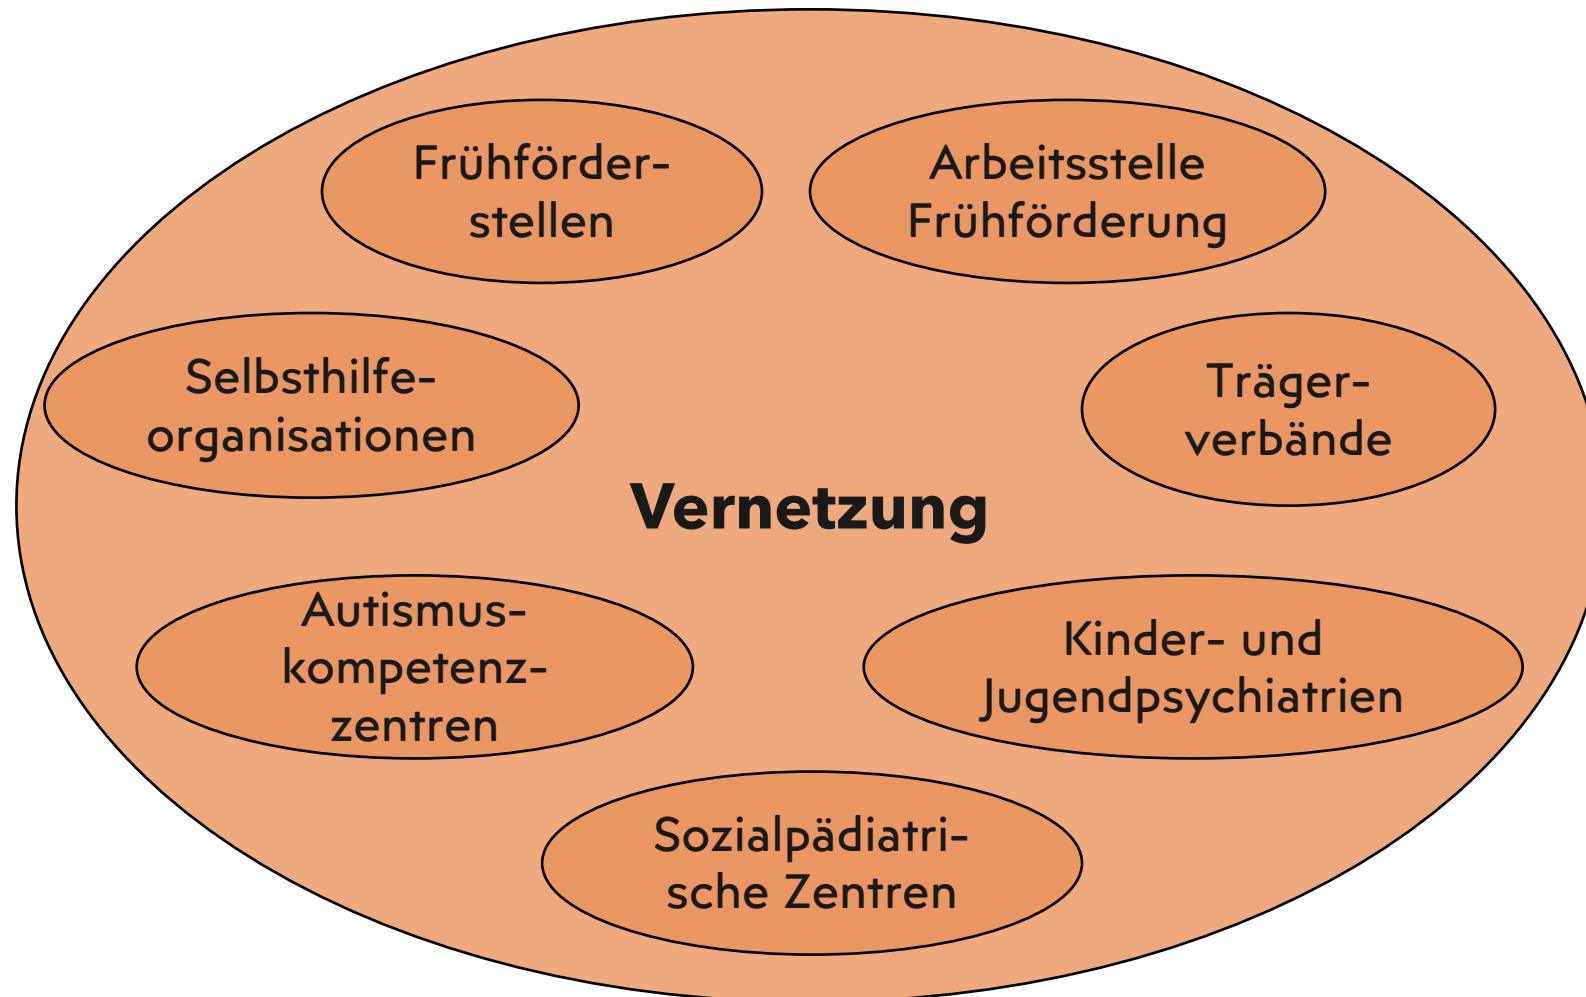 Frühförder-
stellen
Arbeitsstelle
Frühförderung
Selbsthilfe-
organisationen
Träger-
verbände
Vernetzung
Autismus-
kompetenz-
zentren
Kinder- und
Jugendpsychiatrien
Sozialpädiatri-
sche Zentren